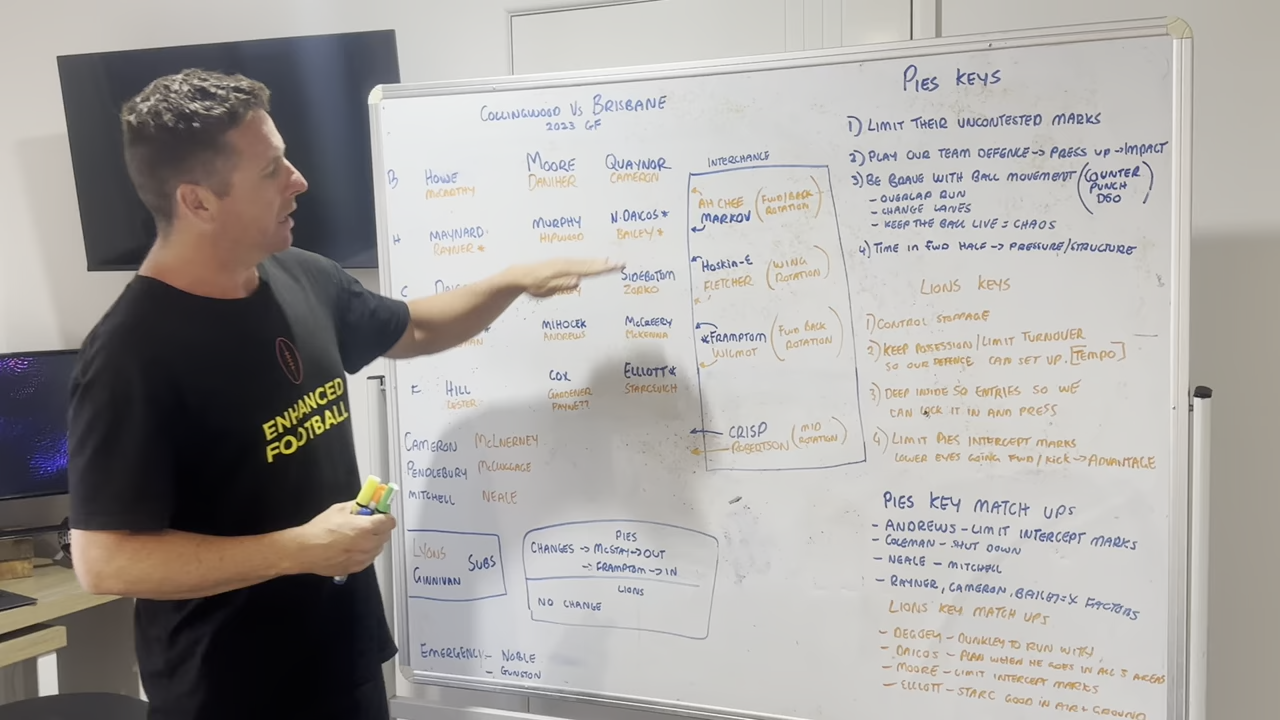 COLLINGWOOD VS BRISBANE
2023 GF
B HOWE MOORE QUAYNOR
MCCARTHY DANIHER CAMERON
H MAYNARD MURPHY N.DAICOS*
RAYNER * HIPWOOD BAILEY *
C SIDEBOTTOM
ZORKO
MIHOCEK MCCREERY
ANDREWS MCKENNA
F HILL COX ELLIOTT*
LESTER GARDENER STARCEVICH
PAYNE??
CAMERON MCINERNEY
PENDLEBURY MCCLUGGAGE
MITCHELL NEALE
LYONS SUBS
GINNIVAN
PIES
CHANGES → MCSTAY → OUT
→ FRAMPTON → IN
LIONS
NO CHANGE
EMERGENCY - NOBLE
- GUNSTON
INTERCHANGE
AH CHEE (FWD/BACK
MARKOV ROTATION)
HOSKIN-E (WING
FLETCHER ROTATION)
*FRAMPTOM (FWD BACK
WILMOT ROTATION)
CRISP (MID
ROBERTSON ROTATION)
PIES KEYS
1) LIMIT THEIR UNCONTESTED MARKS
2) PLAY OUR TEAM DEFENCE → PRESS UP → IMPACT
3) BE BRAVE WITH BALL MOVEMENT (COUNTER
PUNCH
D50)
- OVERLAP RUN
- CHANGE LANES
- KEEP THE BALL LIVE = CHAOS
4) TIME IN FWD HALF → PRESSURE/STRUCTURE
LIONS KEYS
1) CONTROL STOPPAGE
2) KEEP POSSESSION/LIMIT TURNOVER
SO OUR DEFENCE CAN SET UP. [TEMPO]
3) DEEP INSIDE 50 ENTRIES SO WE
CAN LOCK IT IN AND PRESS
4) LIMIT PIES INTERCEPT MARKS
LOWER EYES GOING FWD/KICK → ADVANTAGE
PIES KEY MATCH UPS
- ANDREWS - LIMIT INTERCEPT MARKS
- COLEMAN - SHUT DOWN
- NEALE - MITCHELL
- RAYNER, CAMERON, BAILEY = X FACTORS
LIONS KEY MATCH UPS
- DEGOEY - DUNKLEY TO RUN WITH
- DAICOS - PLAN WHEN HE GOES IN ALL 3 AREAS
- MOORE - LIMIT INTERCEPT MARKS
- ELLIOTT - STARC GOOD IN AIR + GROUND
ENHANCED
FOOTBALL